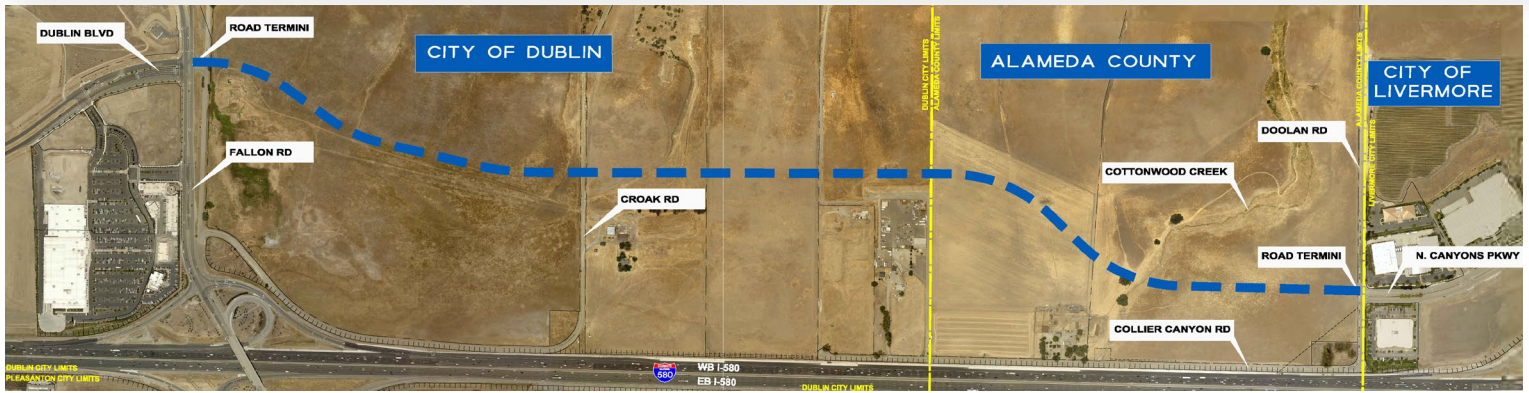 DUBLIN BLVD
ROAD TERMINI
CITY OF DUBLIN
DUBLIN CITY LIMITS
ALAMEDA COUNTY LIMITS
ALAMEDA COUNTY
ALAMEDA COUNTY LIMITS
LIVERMORE CITY LIMITS
CITY OF
LIVERMORE
DOOLAN RD
FALLON RD
COTTONWOOD CREEK
CROAK RD
ROAD TERMINI
N. CANYONS PKWY
COLLIER CANYON RD
DUBLIN CITY LIMITS
PLEASANTON CITY LIMITS
580
WB I-580
EB I-580
DUBLIN CITY LIMITS